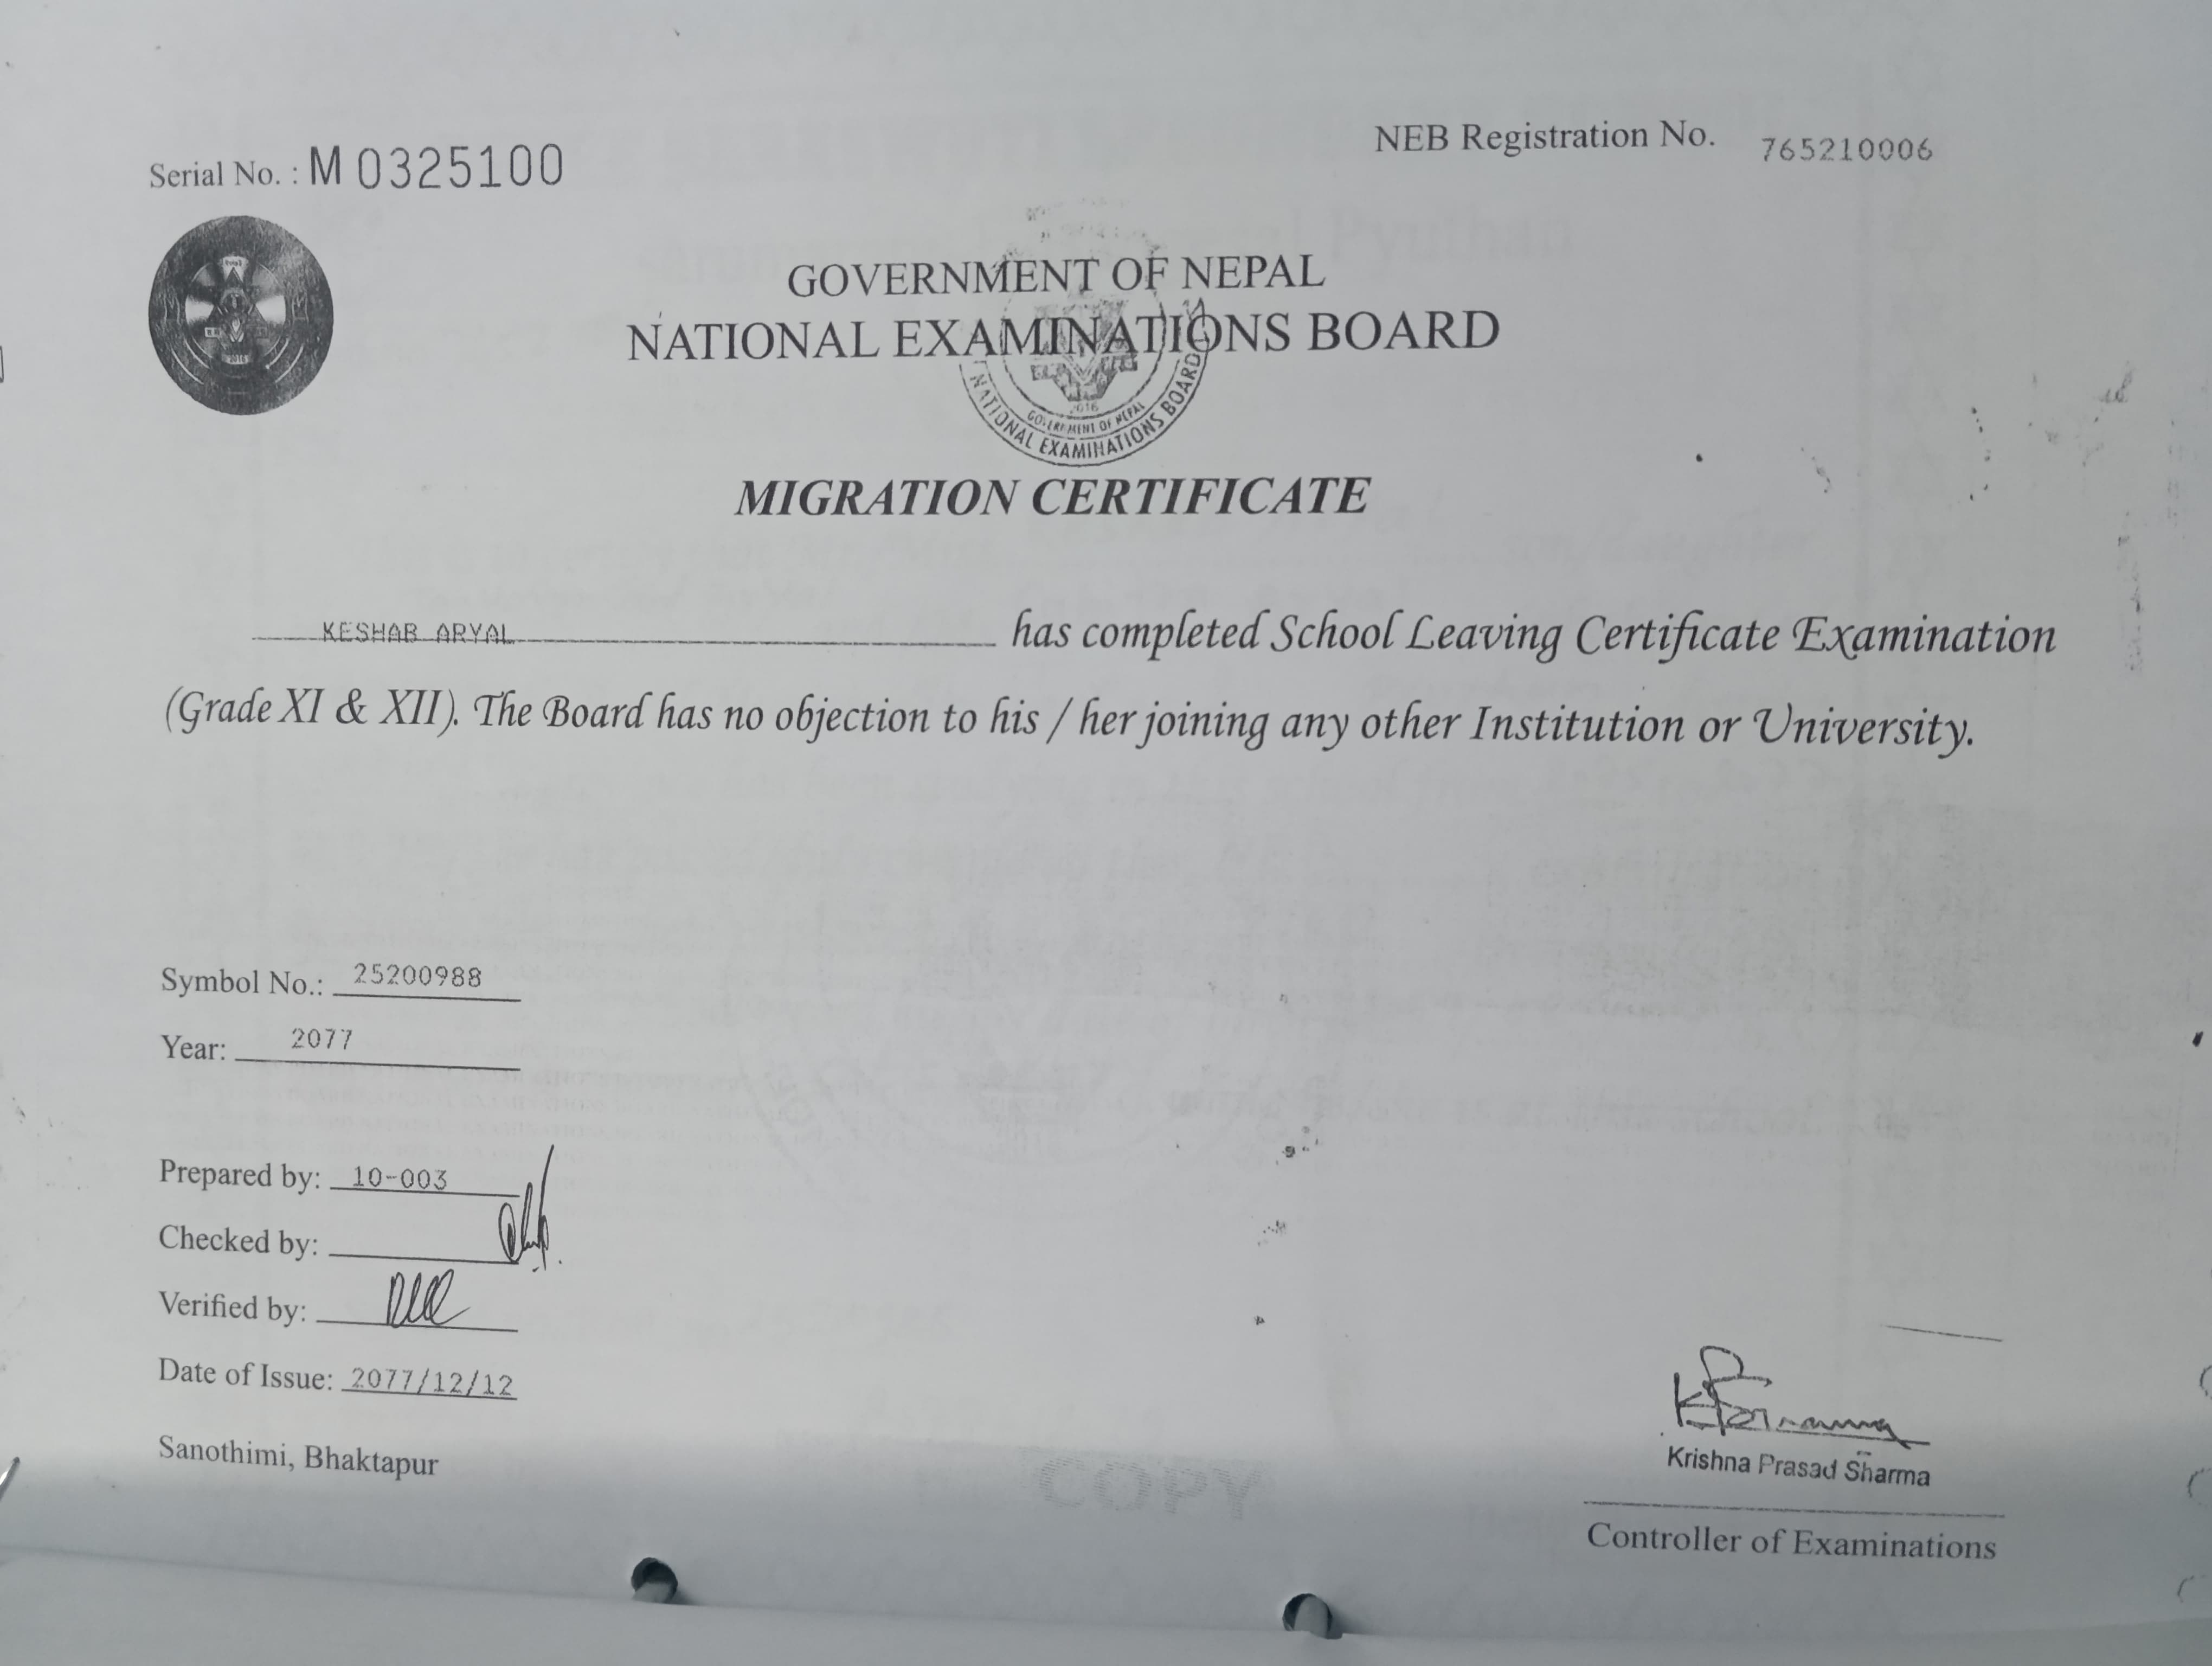 Serial No. : M 0325100
NEB Registration No. 765210006
GOVERNMENT OF NEPAL
NATIONAL EXAMINATIONS BOARD
2016
GOVERNMENT OF NEPAL
NATIONAL EXAMINATIONS BOARD
MIGRATION CERTIFICATE
KESHAB ARYAL has completed School Leaving Certificate Examination
(Grade XI & XII). The Board has no objection to his / her joining any other Institution or University.
Symbol No.: 25200988
Year: 2077
Prepared by: 10-003
Checked by:
Verified by:
Date of Issue: 2077/12/12
Sanothimi, Bhaktapur
COPY
Krishna Prasad Sharma
Controller of Examinations